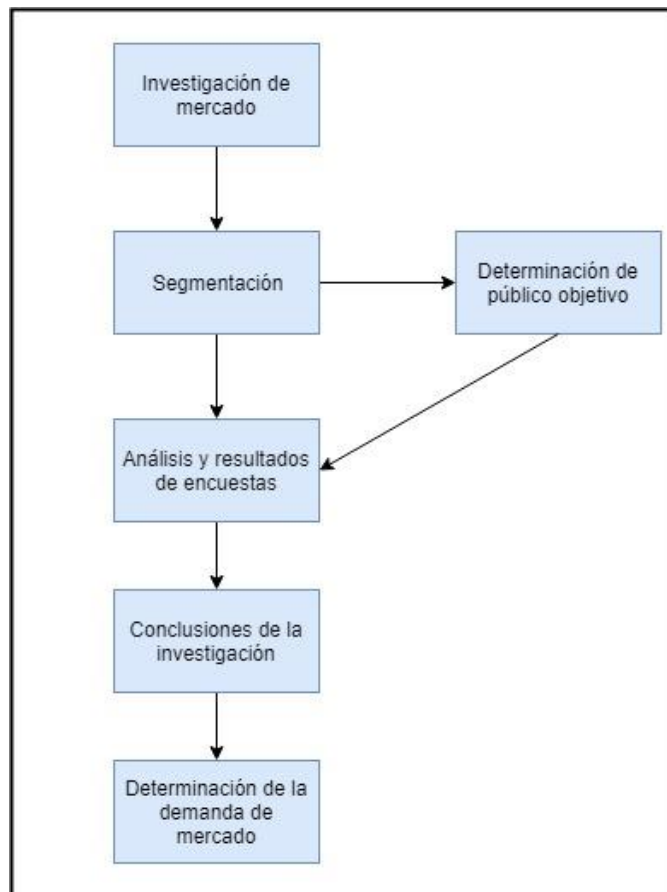 Investigación de
mercado
Segmentación
Determinación de
público objetivo
Análisis y resultados
de encuestas
Conclusiones de la
investigación
Determinación de la
demanda de
mercado